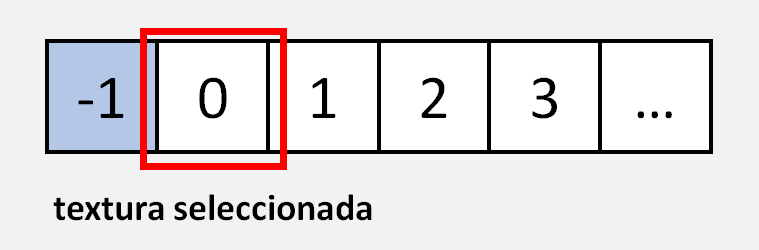 -1 0 1 2 3 ...
textura seleccionada